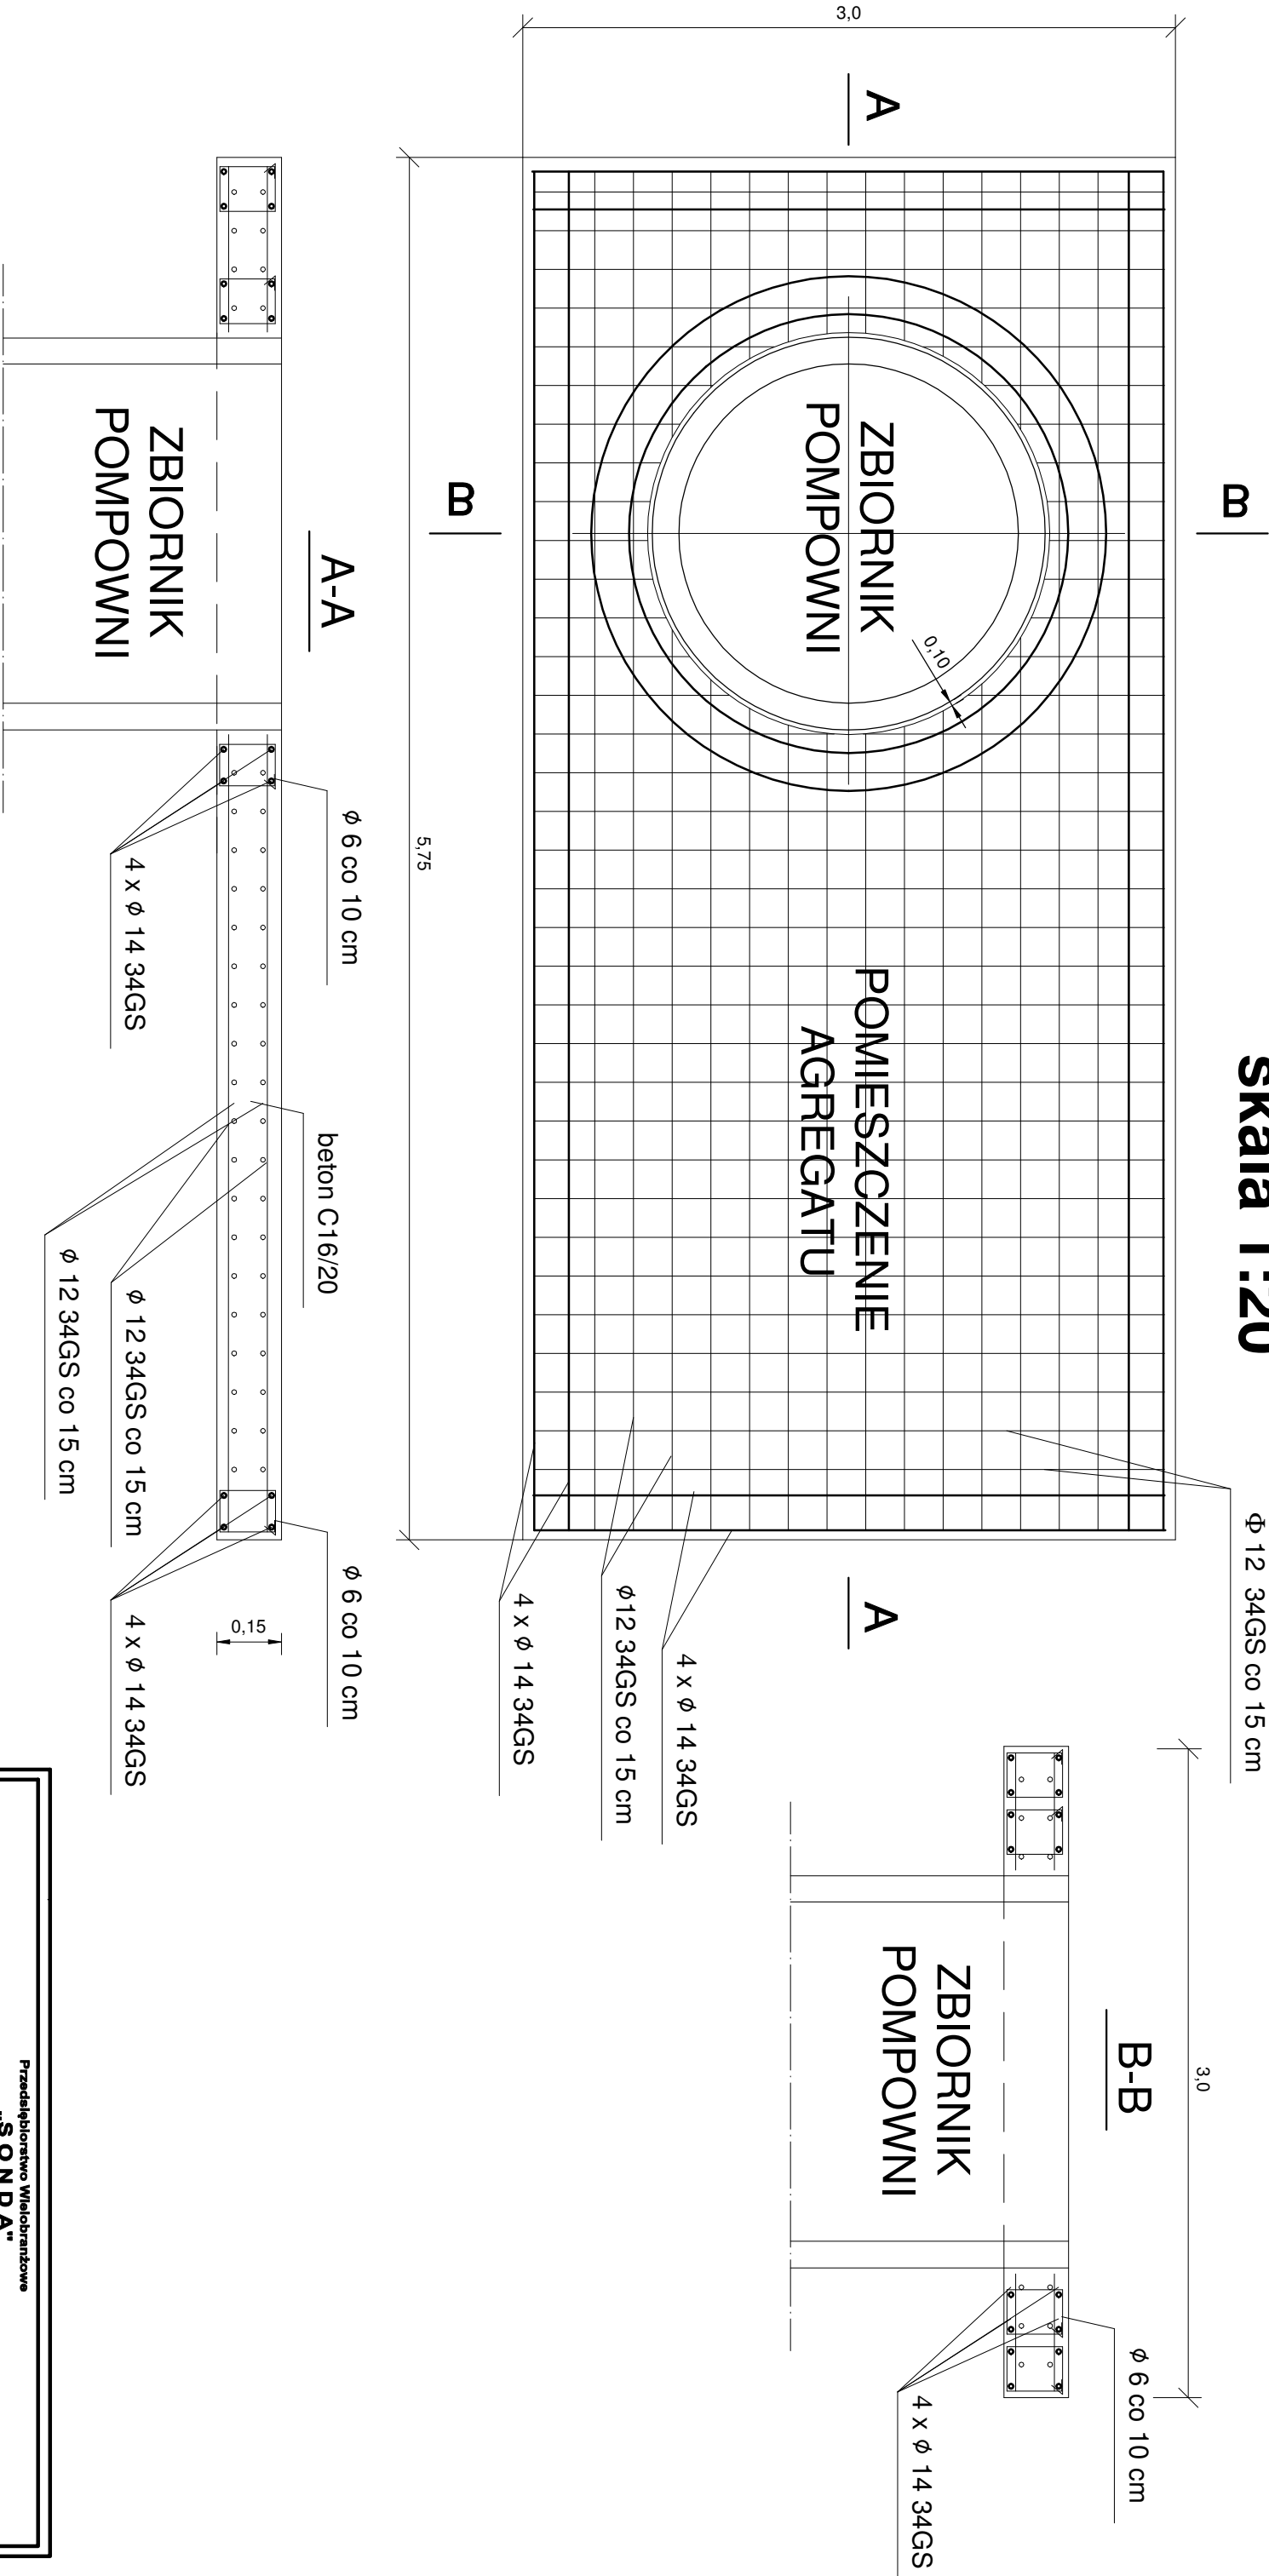 skala 1:20
3,0
A
B
B
ZBIORNIK
POMPOWNI
0,10
POMIESZCZENIE
AGREGATU
A
Φ 12 34GS co 15 cm
4 x ϕ 14 34GS
ϕ12 34GS co 15 cm
4 x ϕ 14 34GS
5,75
A-A
ZBIORNIK
POMPOWNI
ϕ 6 co 10 cm
4 x ϕ 14 34GS
beton C16/20
ϕ 12 34GS co 15 cm
ϕ 12 34GS co 15 cm
ϕ 6 co 10 cm
4 x ϕ 14 34GS
0,15
3,0
B-B
ZBIORNIK
POMPOWNI
ϕ 6 co 10 cm
4 x ϕ 14 34GS
Przedsiębiorstwo Wielobranżowe
"SONDA"